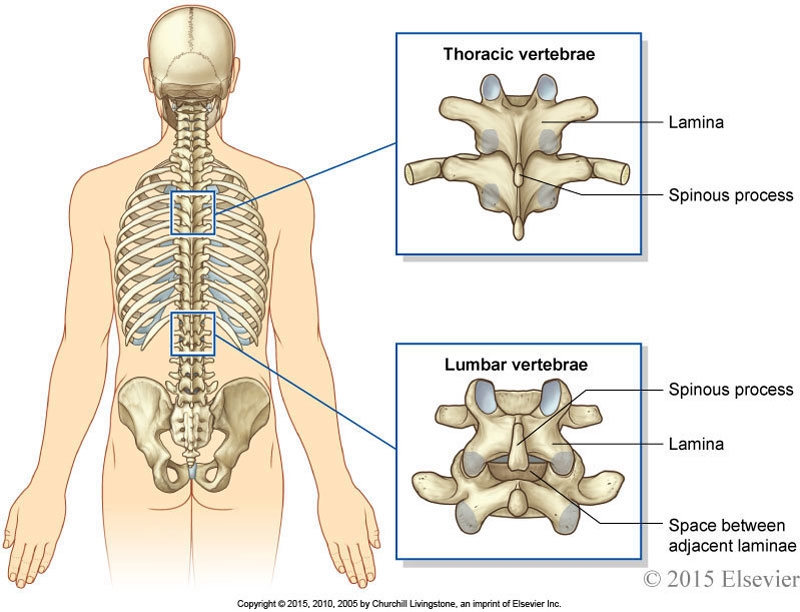 Thoracic vertebrae
Lamina
Spinous process
Lumbar vertebrae
Spinous process
Lamina
Space between
adjacent laminae
© 2015 Elsevier
Copyright © 2015, 2010, 2005 by Churchill Livingstone, an imprint of Elsevier Inc.